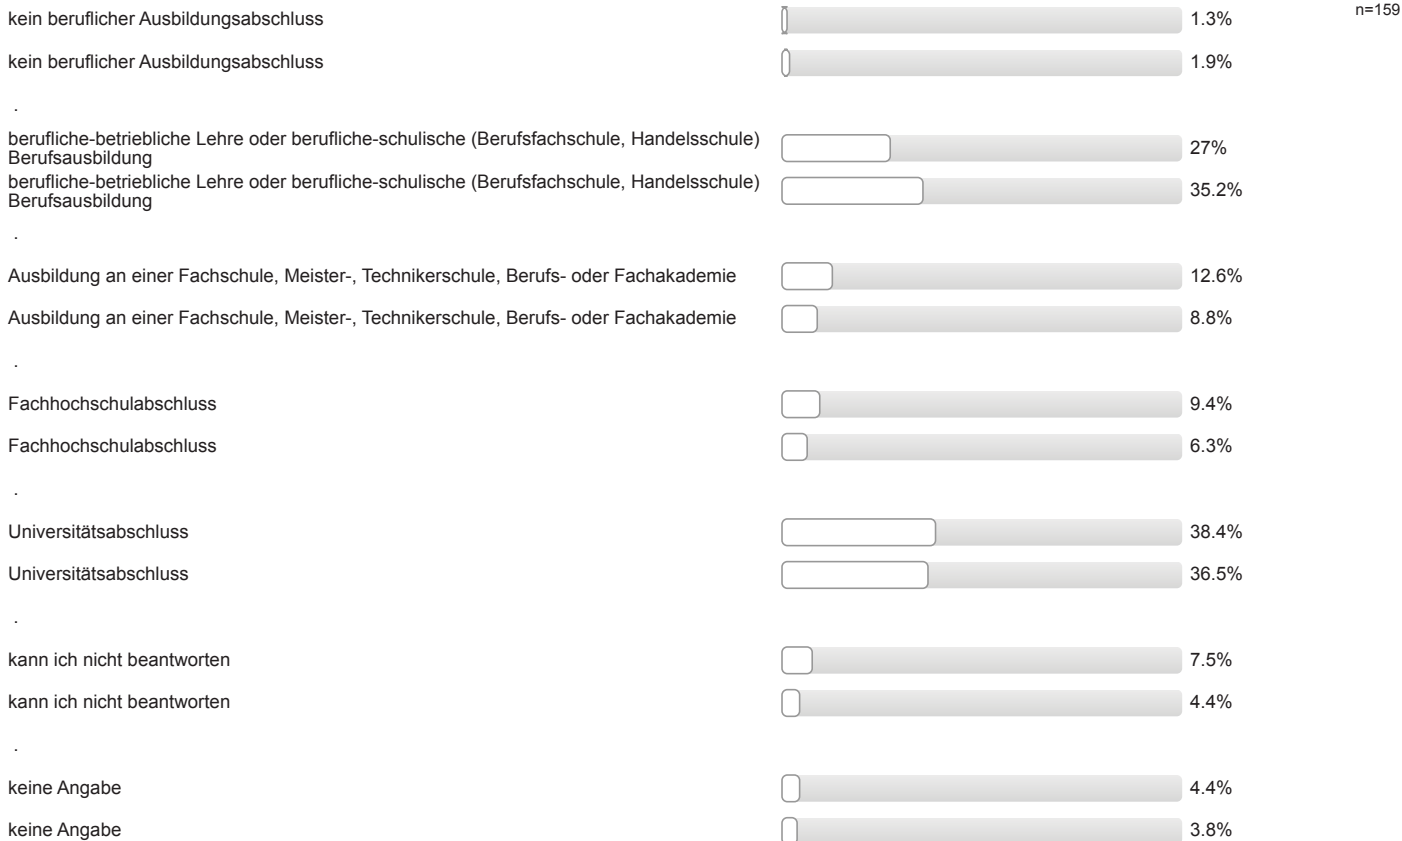 kein beruflicher Ausbildungsabschluss 1.3% n=159
kein beruflicher Ausbildungsabschluss 1.9%
.
berufliche-betriebliche Lehre oder berufliche-schulische (Berufsfachschule, Handelsschule)
Berufsausbildung 27%
berufliche-betriebliche Lehre oder berufliche-schulische (Berufsfachschule, Handelsschule)
Berufsausbildung 35.2%
.
Ausbildung an einer Fachschule, Meister-, Technikerschule, Berufs- oder Fachakademie 12.6%
Ausbildung an einer Fachschule, Meister-, Technikerschule, Berufs- oder Fachakademie 8.8%
.
Fachhochschulabschluss 9.4%
Fachhochschulabschluss 6.3%
.
Universitätsabschluss 38.4%
Universitätsabschluss 36.5%
.
kann ich nicht beantworten 7.5%
kann ich nicht beantworten 4.4%
.
keine Angabe 4.4%
keine Angabe 3.8%